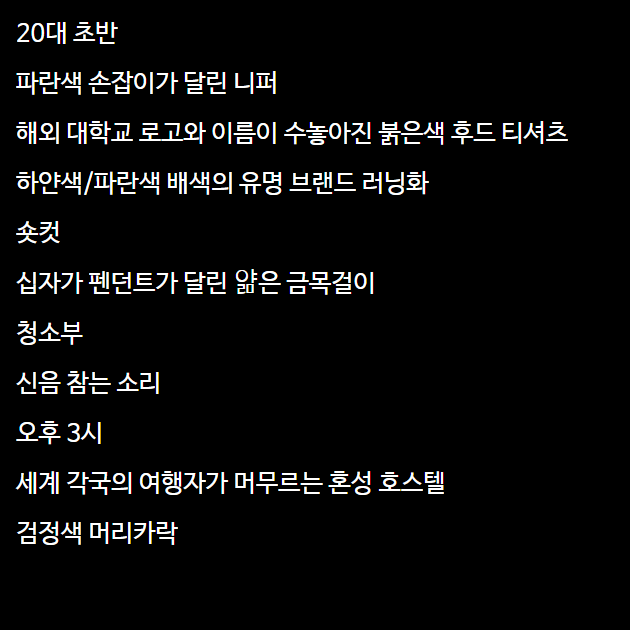 20대 초반
파란색 손잡이가 달린 니퍼
해외 대학교 로고와 이름이 수놓아진 붉은색 후드 티셔츠
하얀색/파란색 배색의 유명 브랜드 러닝화
숏컷
십자가 펜던트가 달린 얇은 금목걸이
청소부
신음 참는 소리
오후 3시
세계 각국의 여행자가 머무르는 혼성 호스텔
검정색 머리카락